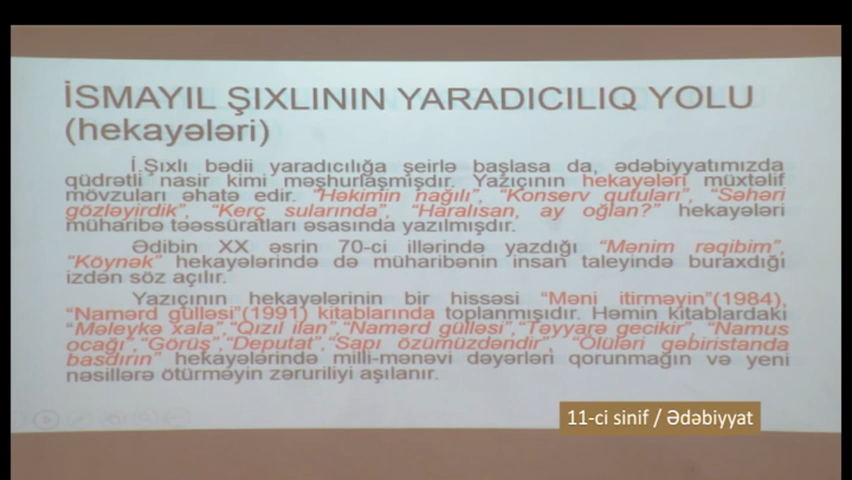 İSMAYIL ŞIXLININ YARADICILIQ YOLU
(hekayələri)
İ.Şıxlı bədii yaradıcılığa şeirlə başlasa da, ədəbiyyatımızda
qüdrətli nasir kimi məşhurlaşmışdır. Yazıçının hekayələri müxtəlif
mövzuları əhatə edir. "Həkimin nağılı", "Konserv qutuları", "Səhəri
gözləyirdik", "Kerç sularında", "Haralısan, ay oğlan?" hekayələri
müharibə təəssüratları əsasında yazılmışdır.
Ədibin XX əsrin 70-ci illərində yazdığı "Mənim rəqibim",
"Köynək" hekayələrində də müharibənin insan taleyində buraxdığı
izdən söz açılır.
Yazıçının hekayələrinin bir hissəsi "Məni itirməyin"(1984),
"Namərd gülləsi"(1991) kitablarında toplanmışıdır. Həmin kitablardakı
"Məleykə xala","Qızıl ilan","Namərd gülləsi","Təyyarə gecikir", "Namus
ocağı","Görüş","Deputat","Sapı özümüzdəndir", "Ölüləri qəbiristanda
basdırın" hekayələrində milli-mənəvi dəyərləri qorunmağın və yeni
nəsillərə ötürməyin zəruriliyi aşılanır.
11-ci sinif / Ədəbiyyat